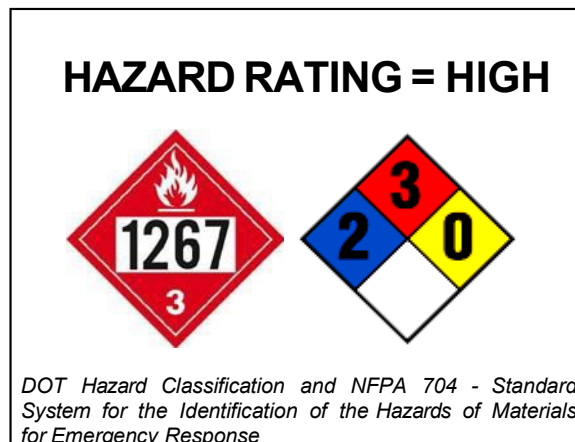 HAZARD RATING = HIGH
3
1267
2 0
3
DOT Hazard Classification and NFPA 704 - Standard
System for the Identification of the Hazards of Materials
for Emergency Response